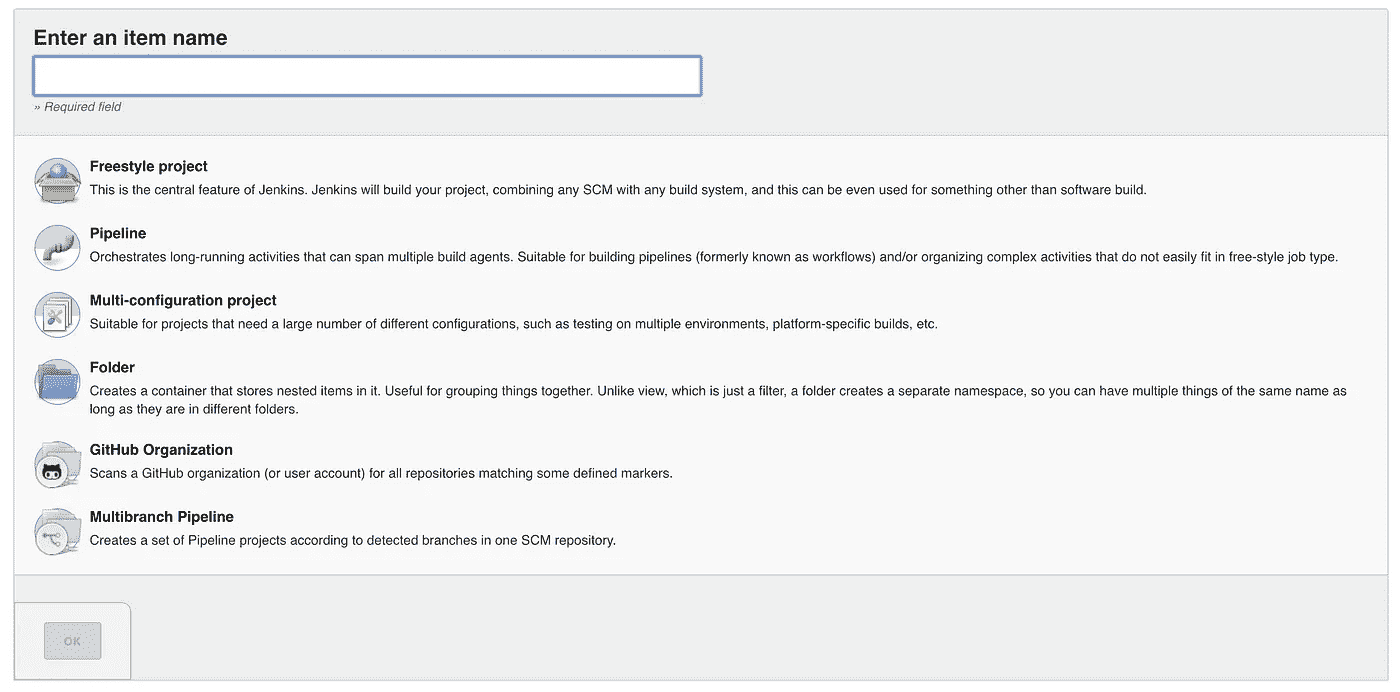 Enter an item name
» Required field
Freestyle project
This is the central feature of Jenkins. Jenkins will build your project, combining any SCM with any build system, and this can be even used for something other than software build.
Pipeline
Orchestrates long-running activities that can span multiple build agents. Suitable for building pipelines (formerly known as workflows) and/or organizing complex activities that do not easily fit in free-style job type.
Multi-configuration project
Suitable for projects that need a large number of different configurations, such as testing on multiple environments, platform-specific builds, etc.
Folder
Creates a container that stores nested items in it. Useful for grouping things together. Unlike view, which is just a filter, a folder creates a separate namespace, so you can have multiple things of the same name as
long as they are in different folders.
GitHub Organization
Scans a GitHub organization (or user account) for all repositories matching some defined markers.
Multibranch Pipeline
Creates a set of Pipeline projects according to detected branches in one SCM repository.
OK